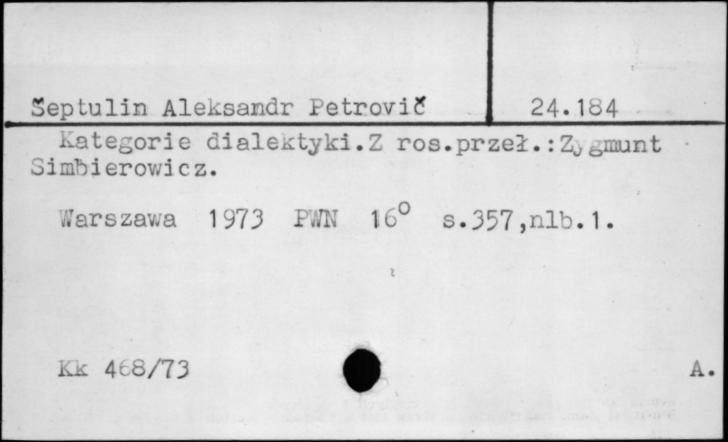 Šeptulin Aleksandr Petrovič 24.184
Kategorie dialektyki.Z ros.przeł.:Zygmunt
Simbierowicz.
Warszawa 1973 PWN 16° s.357,nlb.1.
Kk 468/73 A.